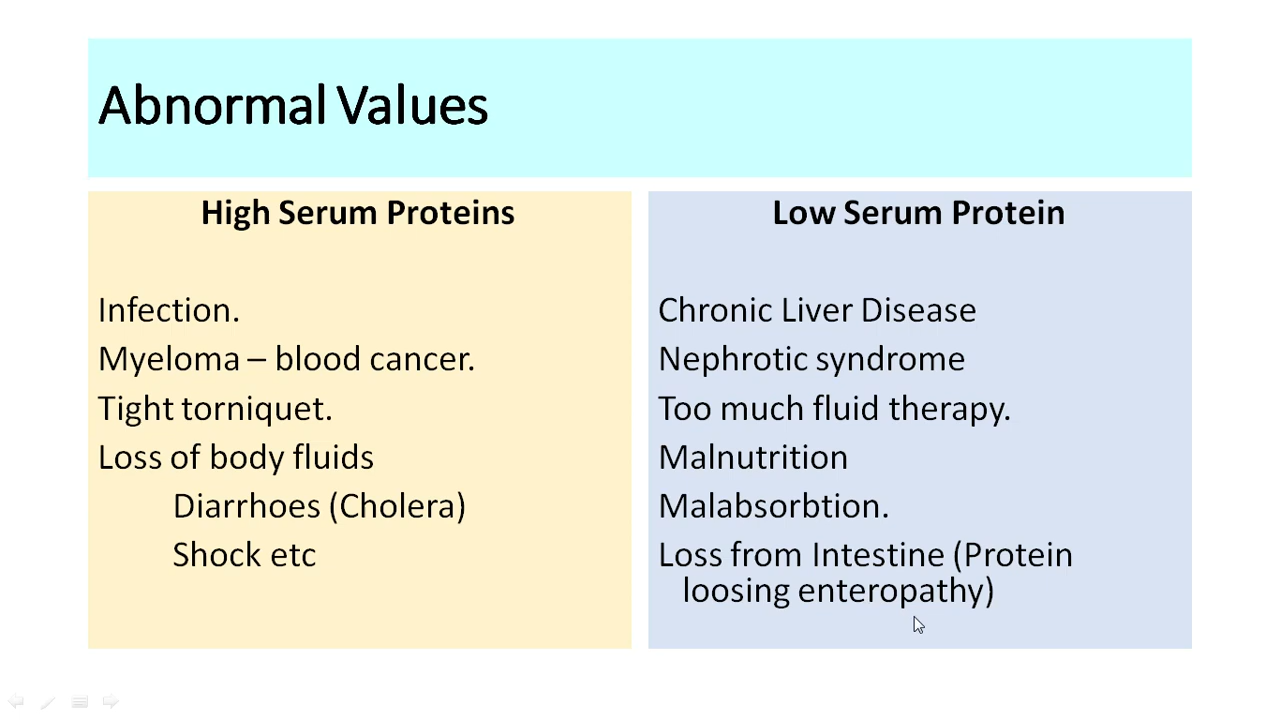 Abnormal Values
High Serum Proteins
Infection.
Myeloma – blood cancer.
Tight torniquet.
Loss of body fluids
Diarrhoes (Cholera)
Shock etc
Low Serum Protein
Chronic Liver Disease
Nephrotic syndrome
Too much fluid therapy.
Malnutrition
Malabsorbtion.
Loss from Intestine (Protein
loosing enteropathy)